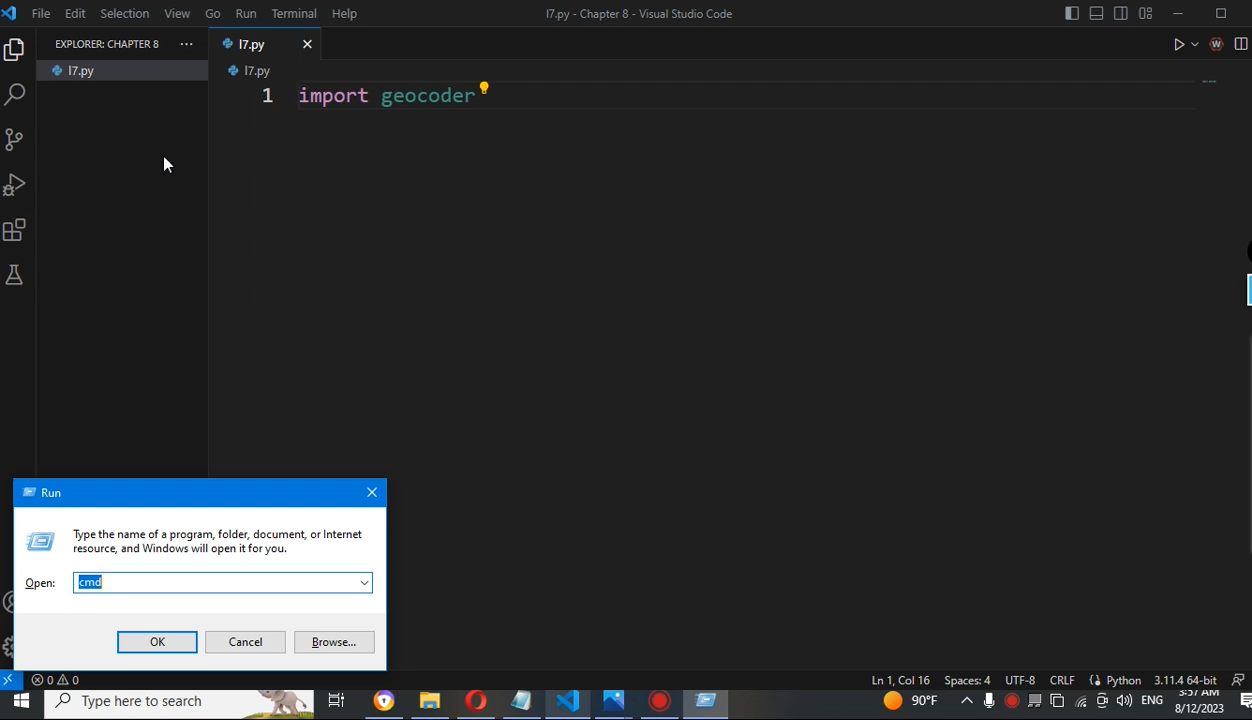 File Edit Selection View Go Run Terminal Help
l7.py - Chapter 8 - Visual Studio Code
EXPLORER: CHAPTER 8 ···
l7.py
l7.py
l7.py
1 import geocoder
Run
Type the name of a program, folder, document, or Internet
resource, and Windows will open it for you.
Open: cmd
OK Cancel Browse...
0 0
Ln 1, Col 16 Spaces: 4 UTF-8 CRLF Python 3.11.4 64-bit
Type here to search
90°F
ENG
3:57 AM
8/12/2023